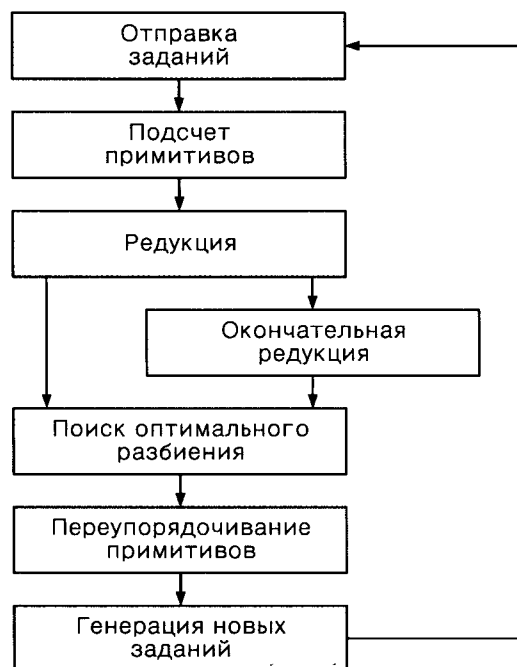 Отправка
заданий
Подсчет
примитивов
Редукция
Окончательная
редукция
Поиск оптимального
разбиения
Переупорядочивание
примитивов
Генерация новых
заданий